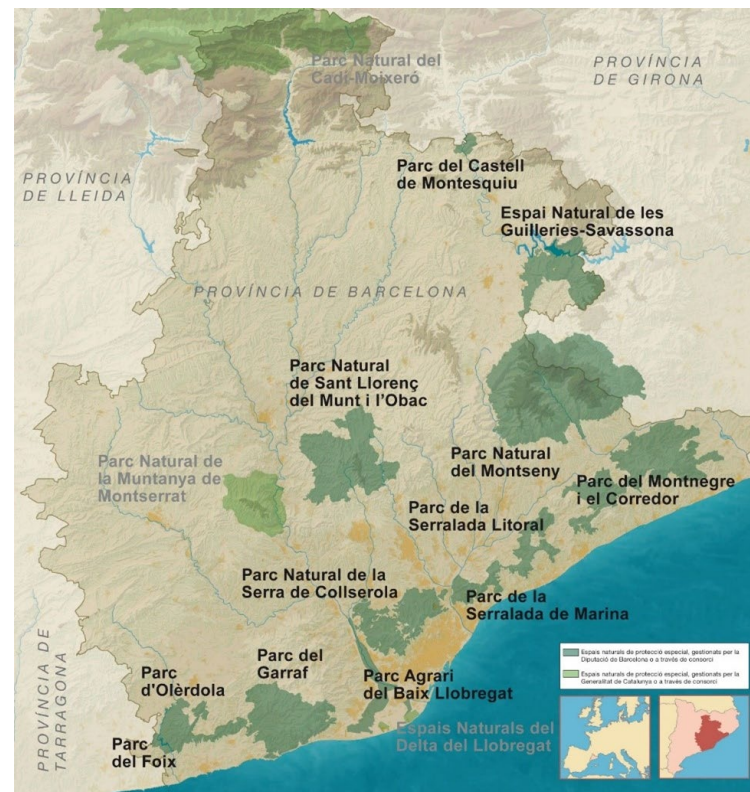 Parc Natural del
Cadí-Moixeró
PROVÍNCIA
DE GIRONA
Parc del Castell
de Montesquiu
PROVÍNCIA
DE LLEIDA
Espai Natural de les
Guilleries-Savassona
PROVÍNCIA DE BARCELONA
Parc Natural
de Sant Llorenç
del Munt i l'Obac
Parc Natural de
la Muntanya de
Montserrat
Parc Natural
del Montseny
Parc del Montnegre
i el Corredor
Parc de la
Serralada Litoral
Parc Natural de la
Serra de Collserola
Parc de la
Serralada de Marina
PROVÍNCIA DE
TARRAGONA
Parc
d'Olèrdola
Parc del
Garraf
Parc Agrari
del Baix Llobregat
Espais Naturals del
Delta del Llobregat
Parc
del Foix
Espais naturals de protecció especial, gestionats per la
Diputació de Barcelona o a través de consorci
Espais naturals de protecció especial, gestionats per la
Generalitat de Catalunya o a través de consorci